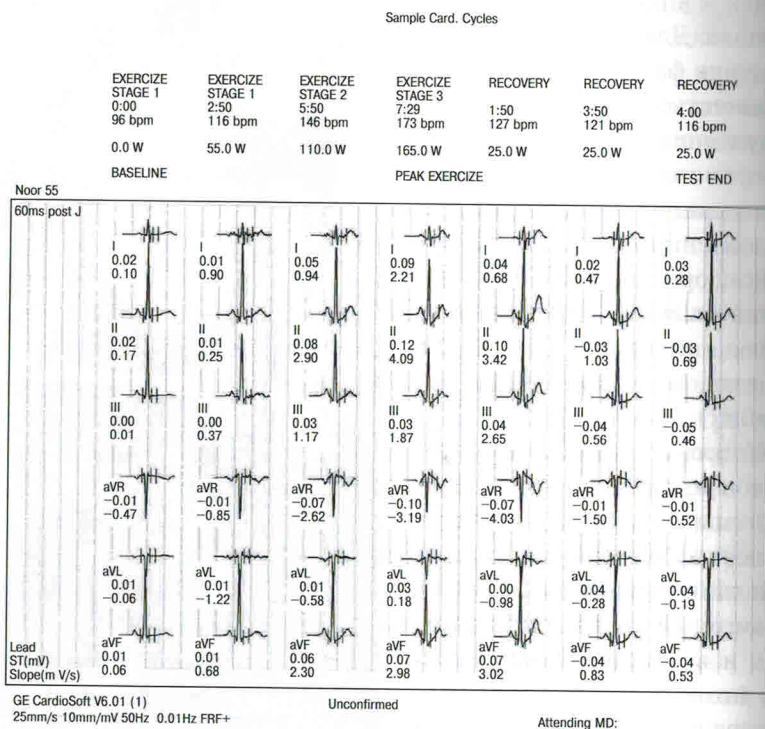 Sample Card. Cycles
EXERCIZE EXERCIZE EXERCIZE EXERCIZE RECOVERY RECOVERY RECOVERY
STAGE 1 STAGE 1 STAGE 2 STAGE 3
0:00 2:50 5:50 7:29 1:50 3:50 4:00
96 bpm 116 bpm 146 bpm 173 bpm 127 bpm 121 bpm 116 bpm
0.0 W 55.0 W 110.0 W 165.0 W 25.0 W 25.0 W 25.0 W
BASELINE PEAK EXERCIZE TEST END
Noor 55
60ms post J
I I I I I I I
0.02 0.01 0.05 0.09 0.04 0.02 0.03
0.10 0.90 0.94 2.21 0.68 0.47 0.28
II II II II II II II
0.02 0.01 0.08 0.12 0.10 −0.03 −0.03
0.17 0.25 2.90 4.09 3.42 1.03 0.69
III III III III III III III
0.00 0.00 0.03 0.03 0.04 −0.04 −0.05
0.01 0.37 1.17 1.87 2.65 0.56 0.46
aVR aVR aVR aVR aVR aVR aVR
−0.01 −0.01 −0.07 −0.10 −0.07 −0.01 −0.01
−0.47 −0.85 −2.62 −3.19 −4.03 −1.50 −0.52
aVL aVL aVL aVL aVL aVL aVL
0.01 0.01 0.01 0.03 0.00 0.04 0.04
−0.06 −1.22 −0.58 0.18 −0.98 −0.28 −0.19
Lead aVF aVF aVF aVF aVF aVF aVF
ST(mV) 0.01 0.01 0.06 0.07 0.07 −0.04 −0.04
Slope(m V/s) 0.06 0.68 2.30 2.98 3.02 0.83 0.53
GE CardioSoft V6.01 (1) Unconfirmed
25mm/s 10mm/mV 50Hz 0.01Hz FRF+ Attending MD: